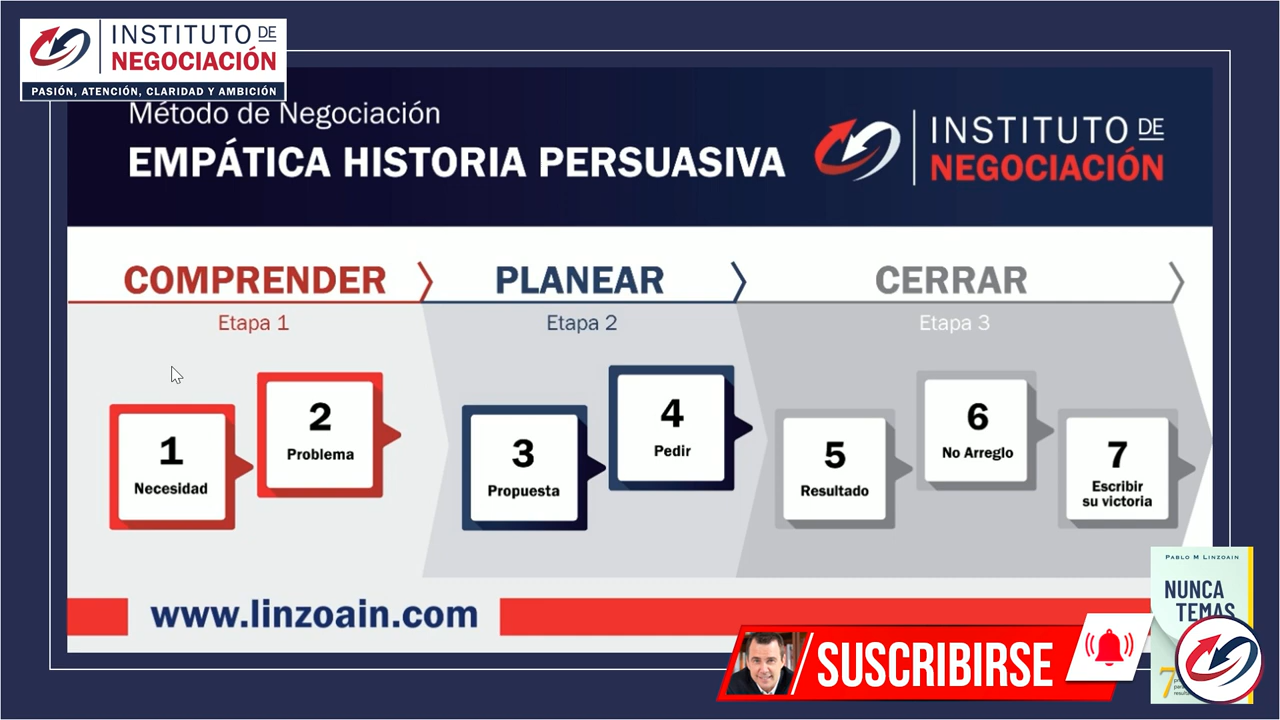 INSTITUTO DE
NEGOCIACIÓN
PASIÓN, ATENCIÓN, CLARIDAD Y AMBICIÓN
Método de Negociación
EMPÁTICA HISTORIA PERSUASIVA
INSTITUTO DE
NEGOCIACIÓN
COMPRENDER
PLANEAR
CERRAR
Etapa 1
Etapa 2
Etapa 3
1
Necesidad
2
Problema
3
Propuesta
4
Pedir
5
Resultado
6
No Arreglo
7
Escribir
su victoria
www.linzoain.com
SUSCRIBIRSE
PABLO M LINZOAIN
NUNCA
TEMAS
7